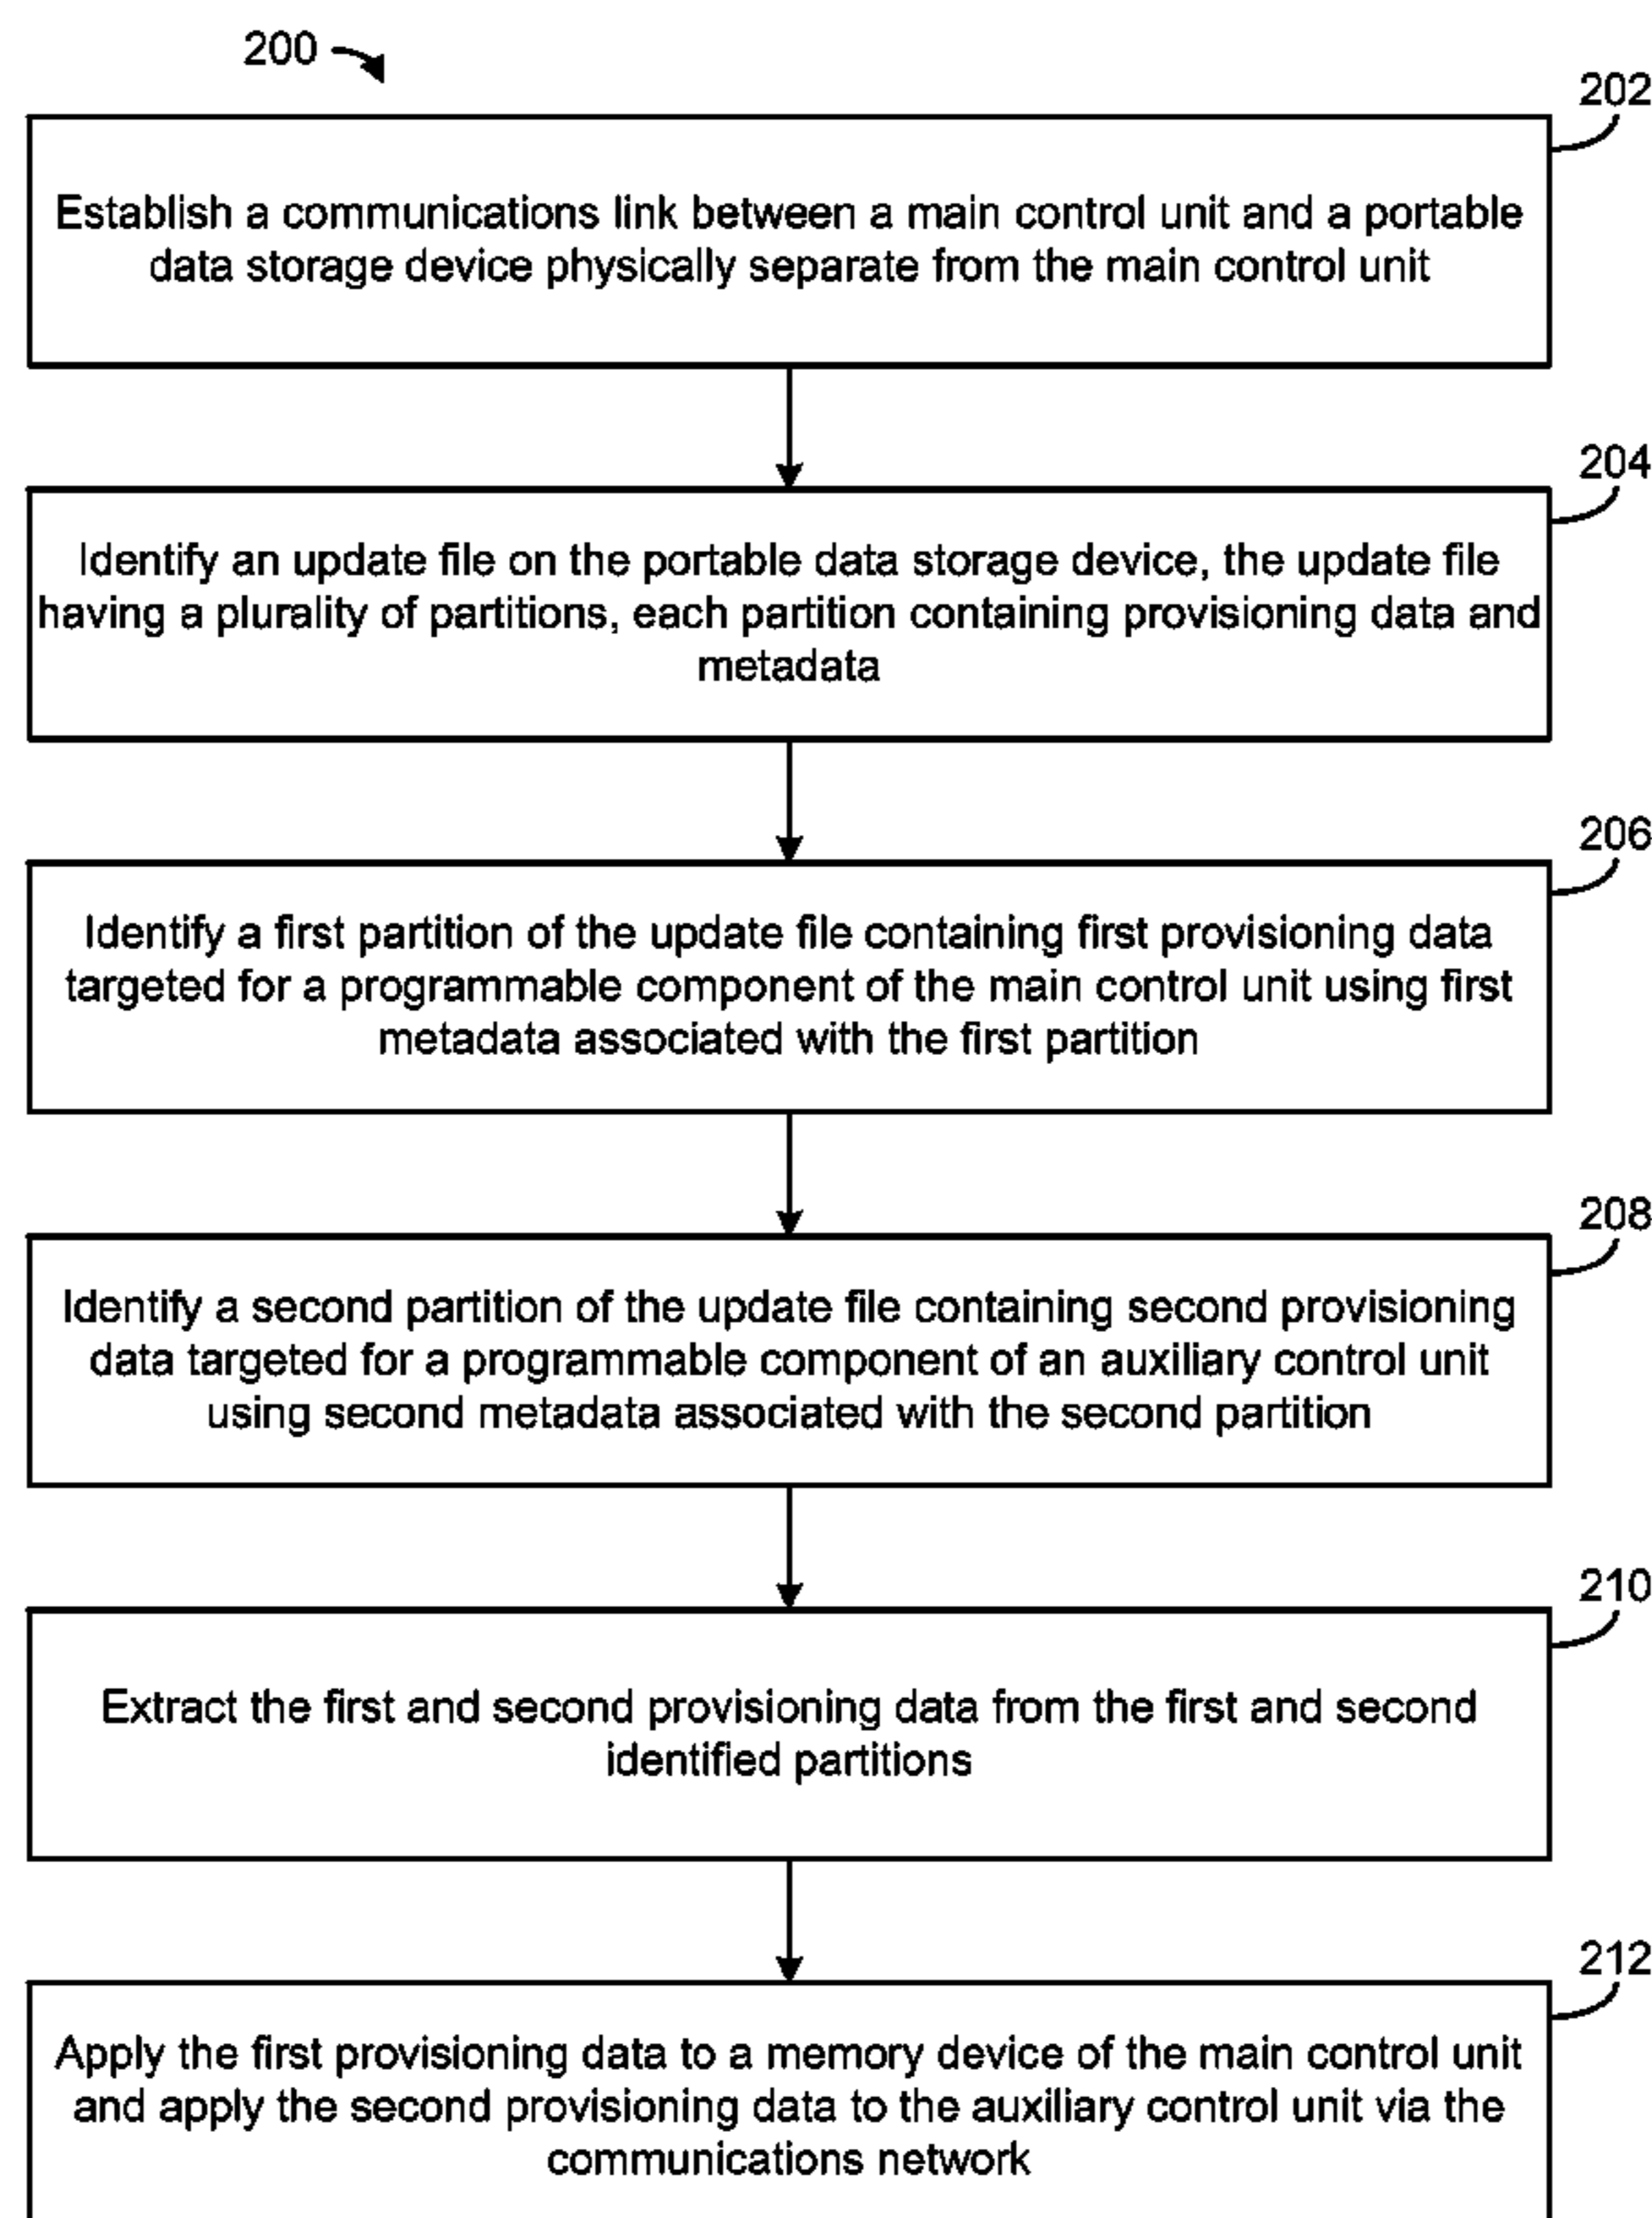 200
202
Establish a communications link between a main control unit and a portable
data storage device physically separate from the main control unit
204
Identify an update file on the portable data storage device, the update file
having a plurality of partitions, each partition containing provisioning data and
metadata
206
Identify a first partition of the update file containing first provisioning data
targeted for a programmable component of the main control unit using first
metadata associated with the first partition
208
Identify a second partition of the update file containing second provisioning
data targeted for a programmable component of an auxiliary control unit
using second metadata associated with the second partition
210
Extract the first and second provisioning data from the first and second
identified partitions
212
Apply the first provisioning data to a memory device of the main control unit
and apply the second provisioning data to the auxiliary control unit via the
communications network